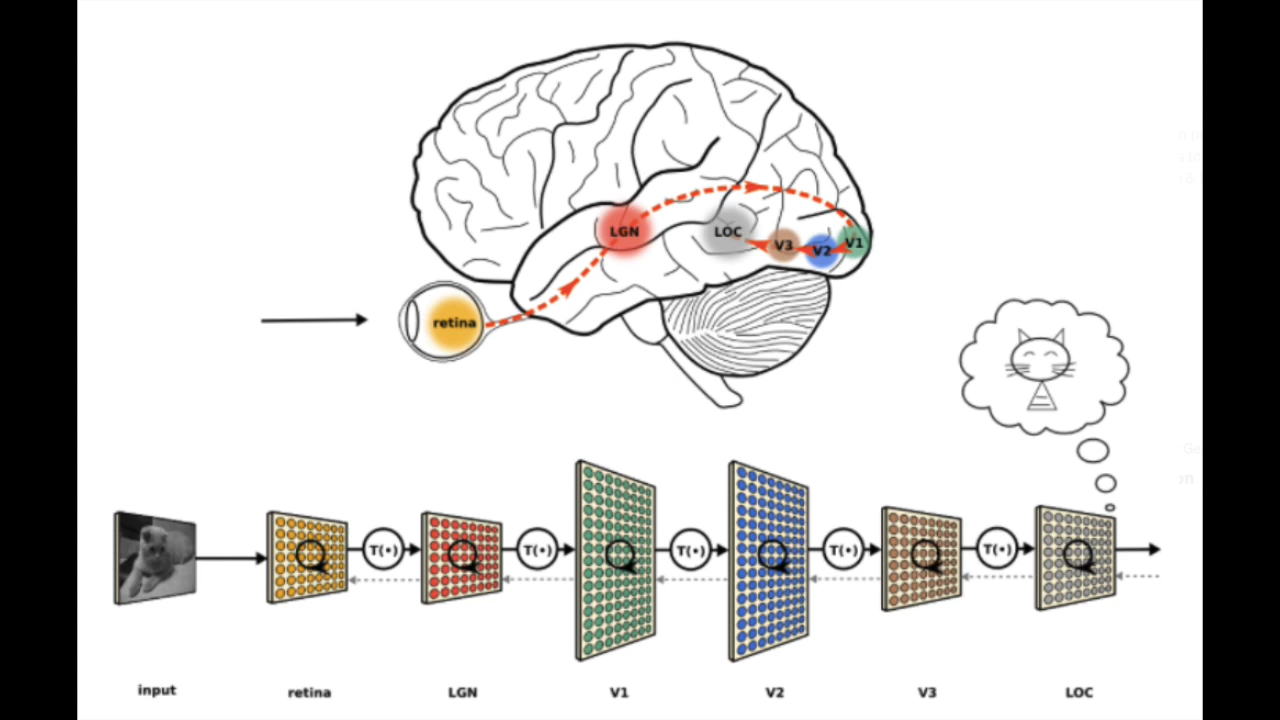 LGN
LOC
V3
V2
V1
retina
T(•)
T(•)
T(•)
T(•)
T(•)
input
retina
LGN
V1
V2
V3
LOC